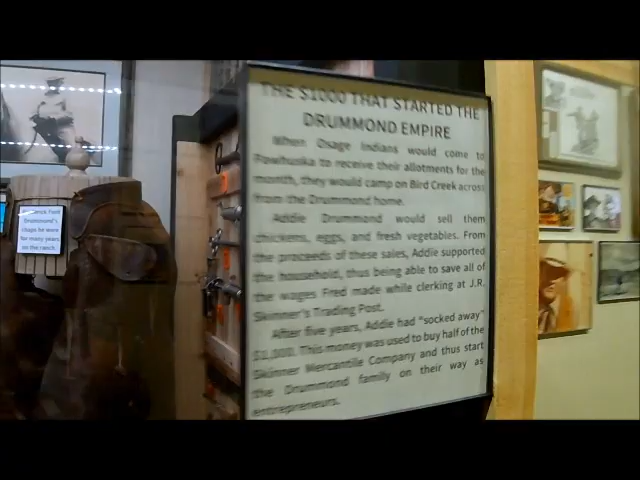 THE $1000 THAT STARTED THE
DRUMMOND EMPIRE
When Osage Indians would come to
Pawhuska to receive their allotments for the
month, they would camp on Bird Creek across
from the Drummond home.
Addie Drummond would sell them
chickens, eggs, and fresh vegetables. From
the proceeds of these sales, Addie supported
the household, thus being able to save all of
the wages Fred made while clerking at J.R.
Skinner's Trading Post.
After five years, Addie had "socked away"
$1,000. This money was used to buy half of the
Skinner Mercantile Company and thus start
the Drummond family on their way as
entrepreneurs.
Ford
Drummond's
chaps he wore
for many years
on the ranch.